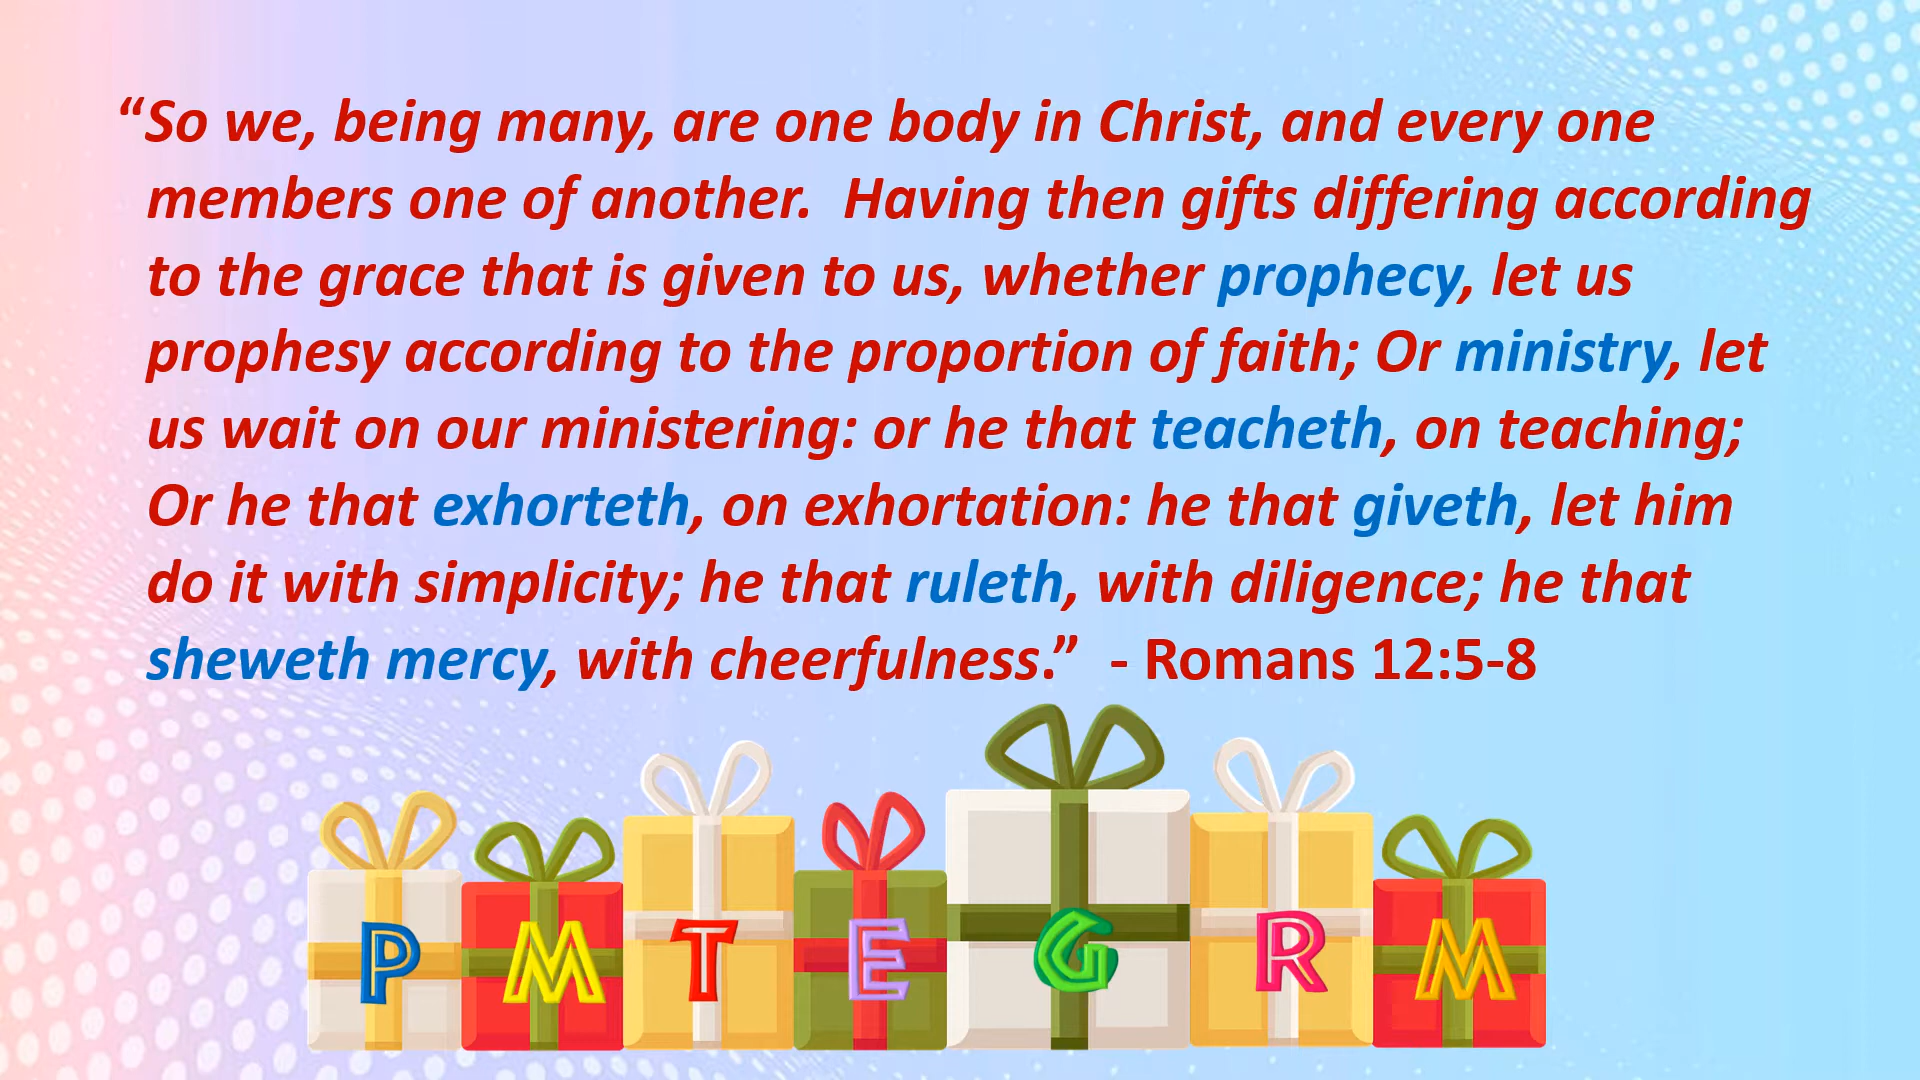 “So we, being many, are one body in Christ, and every one
members one of another.  Having then gifts differing according
to the grace that is given to us, whether prophecy, let us
prophesy according to the proportion of faith; Or ministry, let
us wait on our ministering: or he that teacheth, on teaching;
Or he that exhorteth, on exhortation: he that giveth, let him
do it with simplicity; he that ruleth, with diligence; he that
sheweth mercy, with cheerfulness.”  - Romans 12:5-8
P M T E G R M